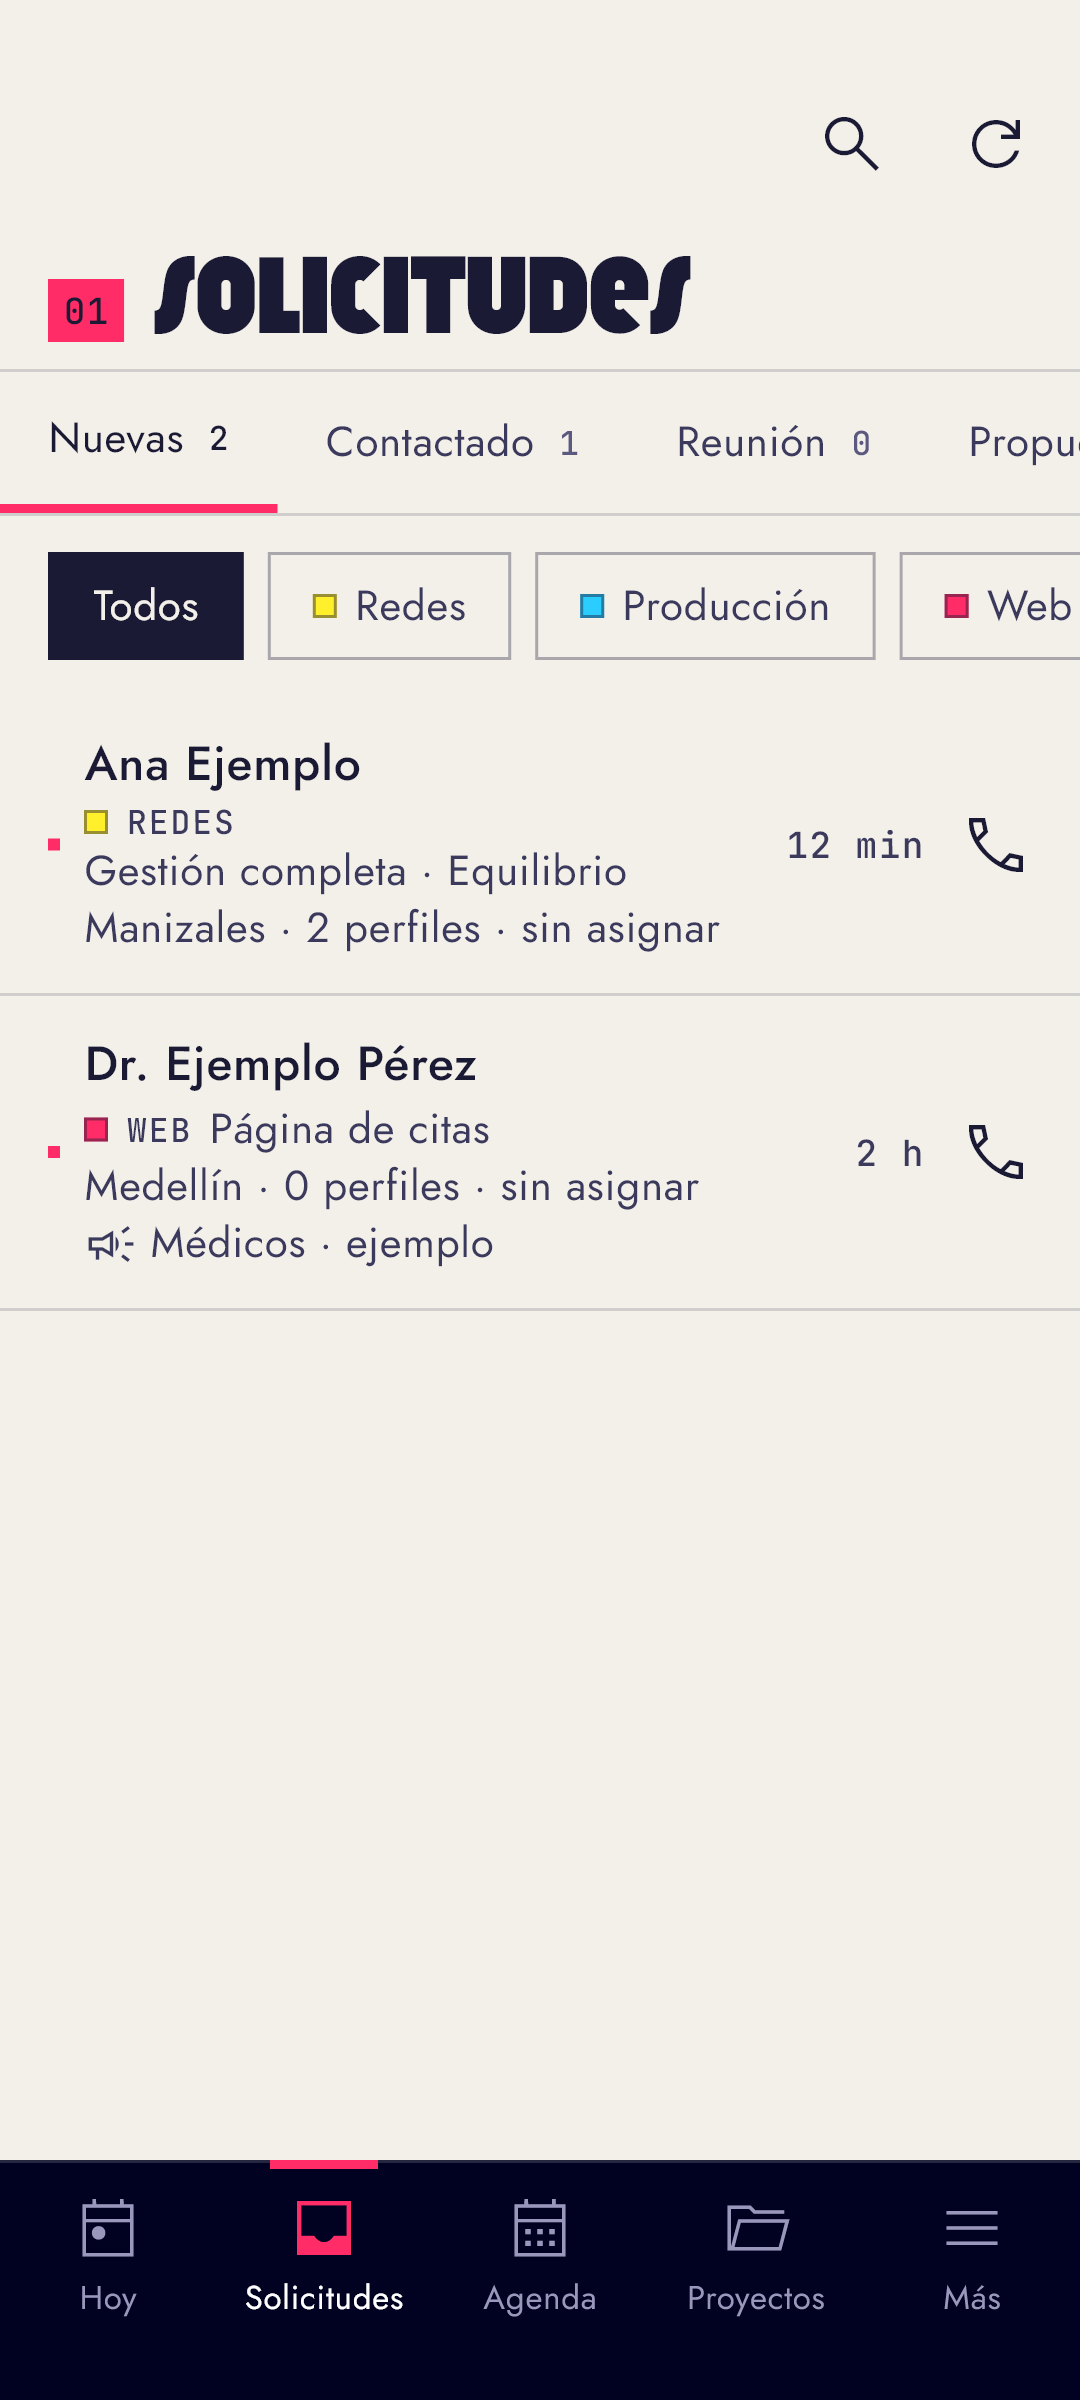 01 SOLICITUDES
Nuevas 2 Contactado 1 Reunión 0 Propu
Todos Redes Producción Web
Ana Ejemplo
REDES
12 min
Gestión completa · Equilibrio
Manizales · 2 perfiles · sin asignar
Dr. Ejemplo Pérez
WEB Página de citas
2 h
Medellín · 0 perfiles · sin asignar
Médicos · ejemplo
Hoy Solicitudes Agenda Proyectos Más